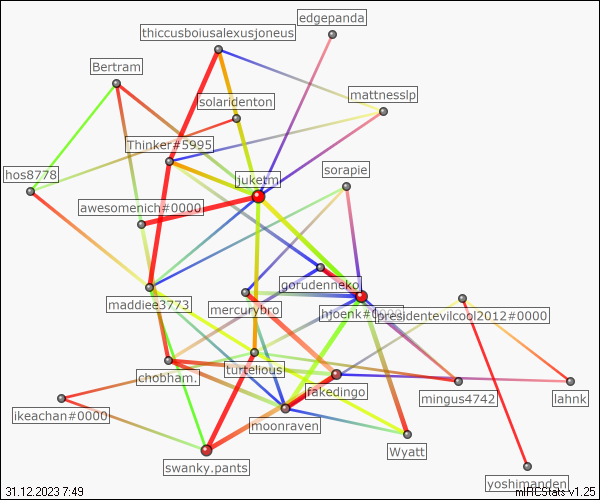 edgepanda
thiccusboiusalexusjoneus
Bertram
mattnesslp
solaridenton
Thinker#5995
sorapie
hos8778
juketm
awesomenich#0000
gorudenneko
maddiee3773
mercurybro
hjoenk#0000
presidentevilcool2012#0000
chobham.
turtelious
fakedingo
mingus4742
lahnk
ikeachan#0000
moonraven
Wyatt
swanky.pants
yoshimanden
31.12.2023 7:49
mIRCStats v1.25